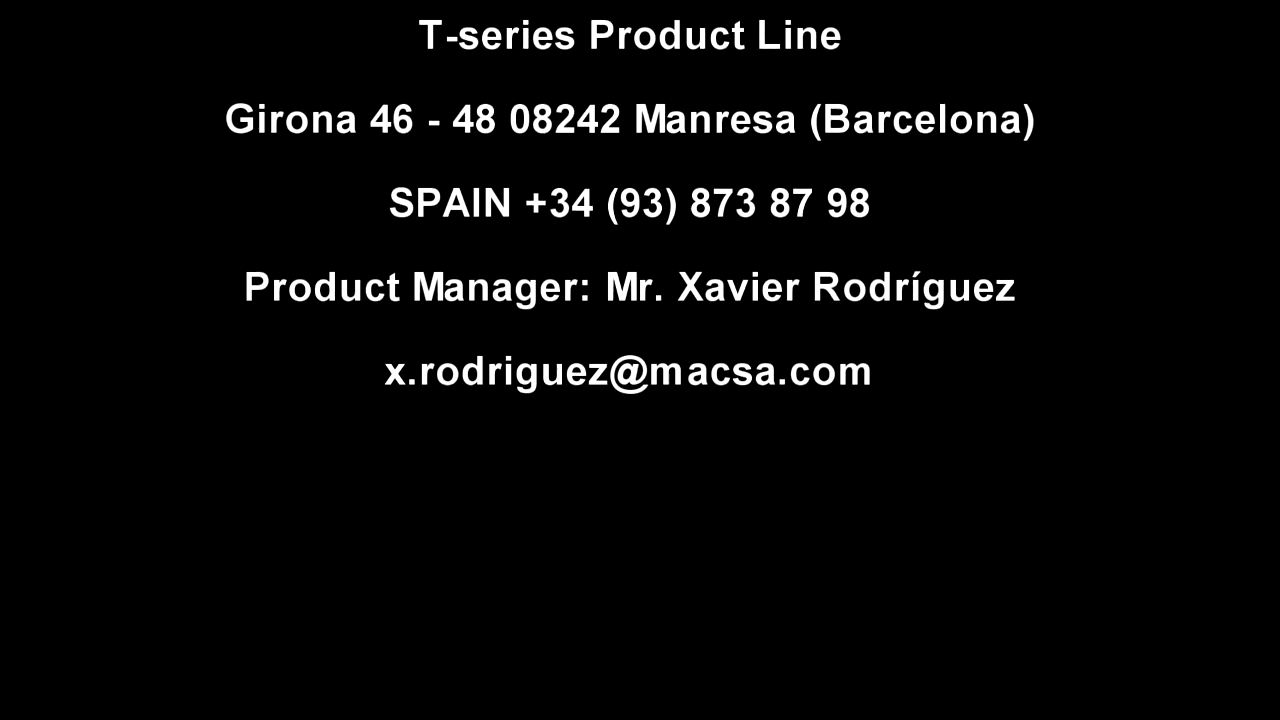 T-series Product Line
Girona 46 - 48 08242 Manresa (Barcelona)
SPAIN +34 (93) 873 87 98
Product Manager: Mr. Xavier Rodríguez
x.rodriguez@macsa.com